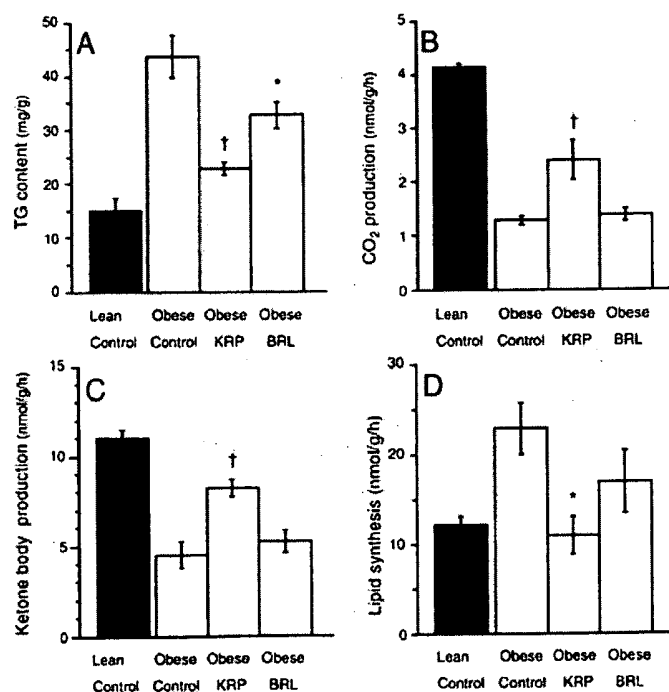 A
TG content (mg/g)
50
40
30
20
10
0
†
*
Lean Obese Obese Obese
Control Control KRP BRL
B
CO₂ production (nmol/g/h)
5
4
3
2
1
0
†
Lean Obese Obese Obese
Control Control KRP BRL
C
Ketone body production (nmol/g/h)
15
10
5
0
†
Lean Obese Obese Obese
Control Control KRP BRL
D
Lipid synthesis (nmol/g/h)
30
20
10
0
*
Lean Obese Obese Obese
Control Control KRP BRL